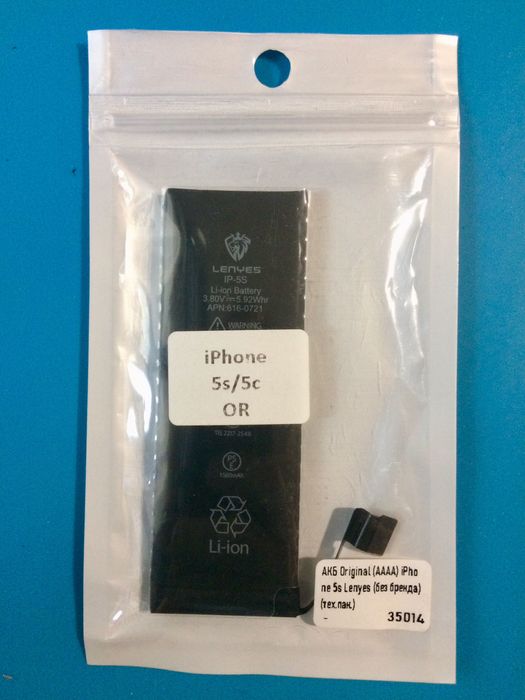 LENYES
IP-5S
Li-ion Battery
3.80V⎓5.92Whr
APN:616-0721
WARNING
iPhone
5s/5c
OR
Li-ion
АКБ Original (AAAA) iPho
ne 5s Lenyes (без бренда)
(тех.пак.)
- 35014